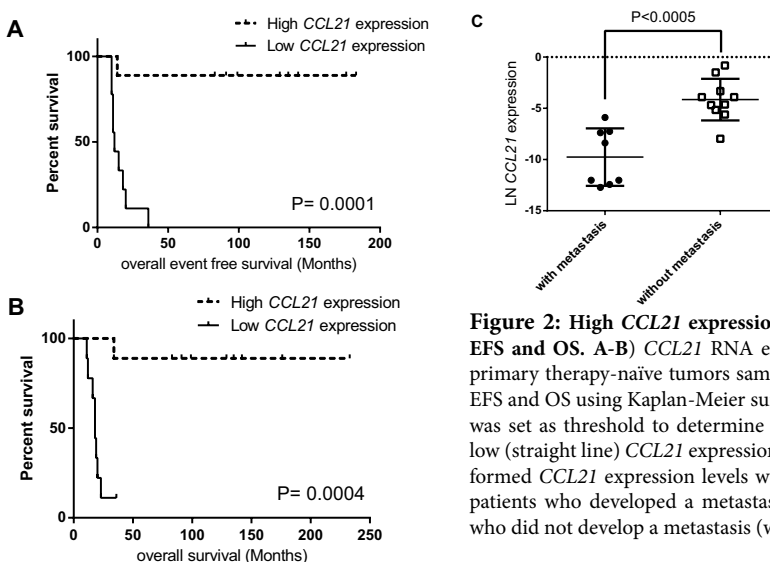 A
High CCL21 expression
Low CCL21 expression
100
50
0
Percent survival
P= 0.0001
0 50 100 150 200
overall event free survival (Months)
B
High CCL21 expression
Low CCL21 expression
100
50
0
Percent survival
P= 0.0004
0 50 100 150 200 250
overall survival (Months)
C
P<0.0005
0
-5
-10
-15
LN CCL21 expression
with metastasis
without metastasis
Figure 2: High CCL21 expression
EFS and OS. A-B) CCL21 RNA e
primary therapy-naïve tumors sam
EFS and OS using Kaplan-Meier su
was set as threshold to determine
low (straight line) CCL21 expression
formed CCL21 expression levels w
patients who developed a metastas
who did not develop a metastasis (w